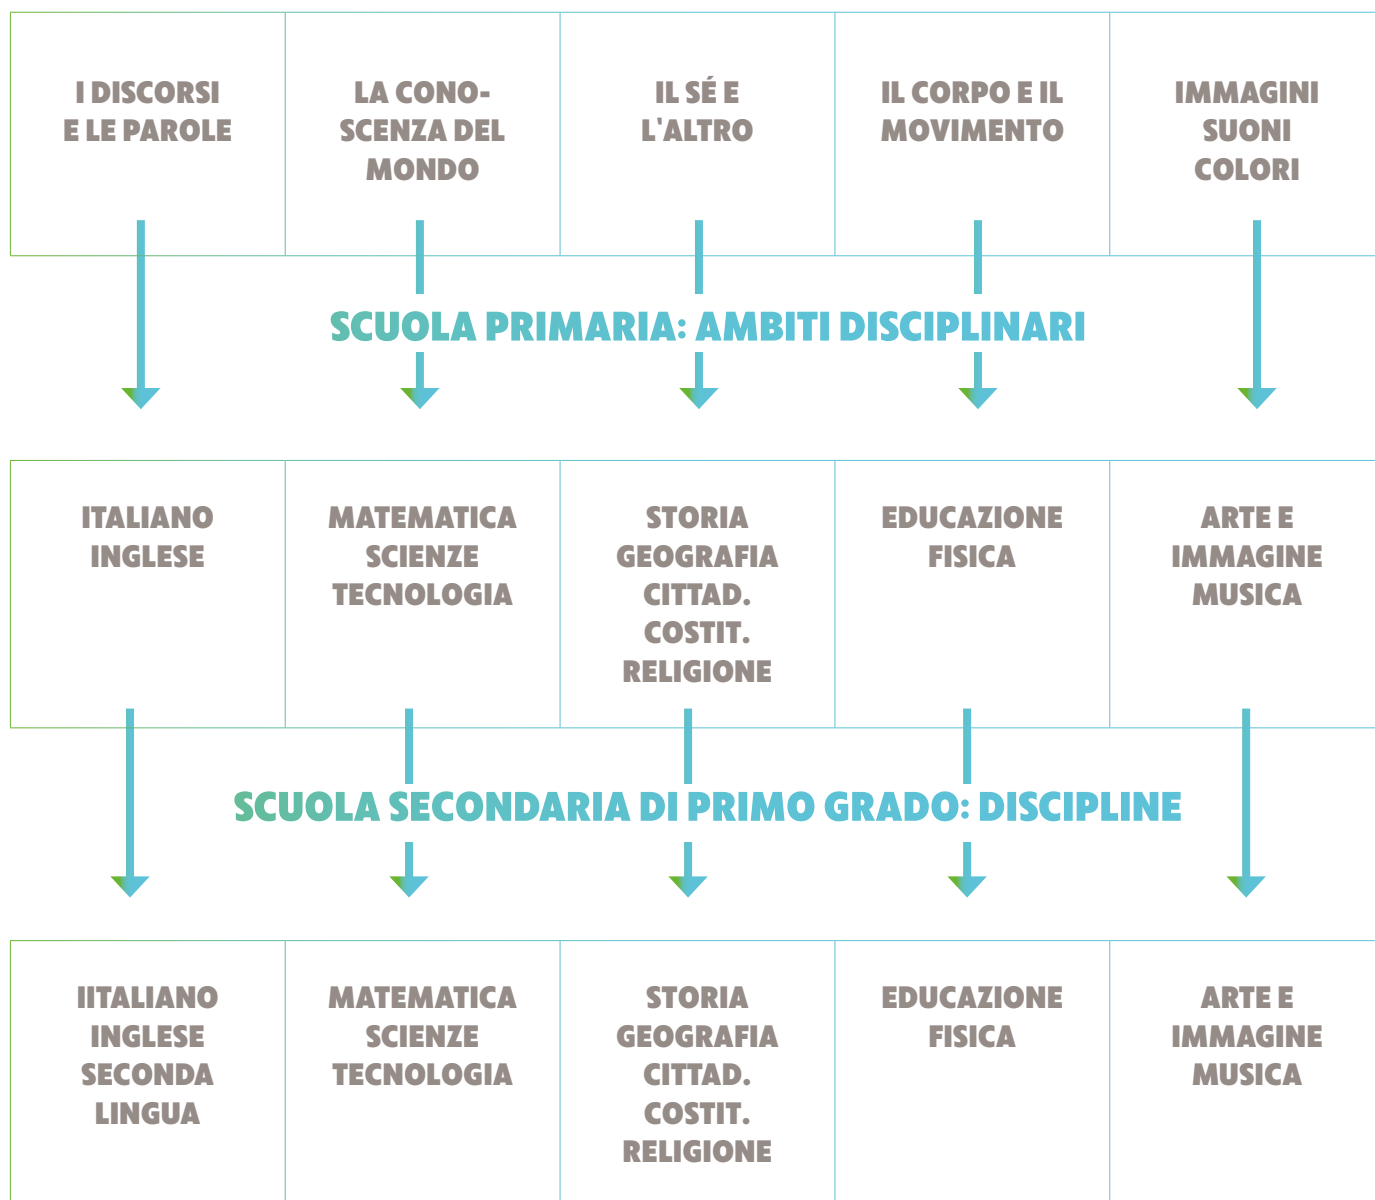 I DISCORSI
E LE PAROLE
LA CONO-
SCENZA DEL
MONDO
IL SÉ E
L'ALTRO
IL CORPO E IL
MOVIMENTO
IMMAGINI
SUONI
COLORI
SCUOLA PRIMARIA: AMBITI DISCIPLINARI
ITALIANO
INGLESE
MATEMATICA
SCIENZE
TECNOLOGIA
STORIA
GEOGRAFIA
CITTAD.
COSTIT.
RELIGIONE
EDUCAZIONE
FISICA
ARTE E
IMMAGINE
MUSICA
SCUOLA SECONDARIA DI PRIMO GRADO: DISCIPLINE
IITALIANO
INGLESE
SECONDA
LINGUA
MATEMATICA
SCIENZE
TECNOLOGIA
STORIA
GEOGRAFIA
CITTAD.
COSTIT.
RELIGIONE
EDUCAZIONE
FISICA
ARTE E
IMMAGINE
MUSICA